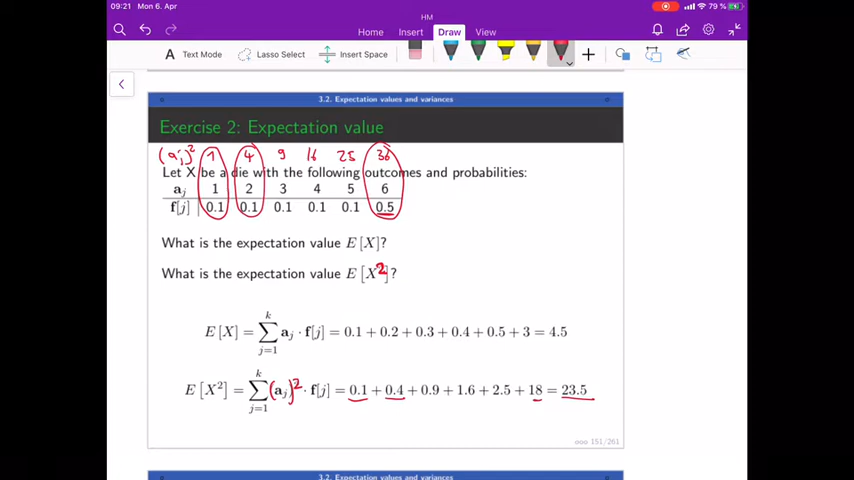 09:21 Mon 6. Apr 79 %
HM
Home Insert Draw View
A Text Mode Lasso Select Insert Space
3.2. Expectation values and variances
Exercise 2: Expectation value
(aⱼ)² 1 4 9 16 25 36
Let X be a die with the following outcomes and probabilities:
aⱼ 1 2 3 4 5 6
f[j] 0.1 0.1 0.1 0.1 0.1 0.5
What is the expectation value E [X]?
What is the expectation value E [X²]?
E [X] = ∑_{j=1}^{k} aⱼ · f[j] = 0.1 + 0.2 + 0.3 + 0.4 + 0.5 + 3 = 4.5
E [X²] = ∑_{j=1}^{k} (aⱼ)² · f[j] = 0.1 + 0.4 + 0.9 + 1.6 + 2.5 + 18 = 23.5
151/261
3.2. Expectation values and variances